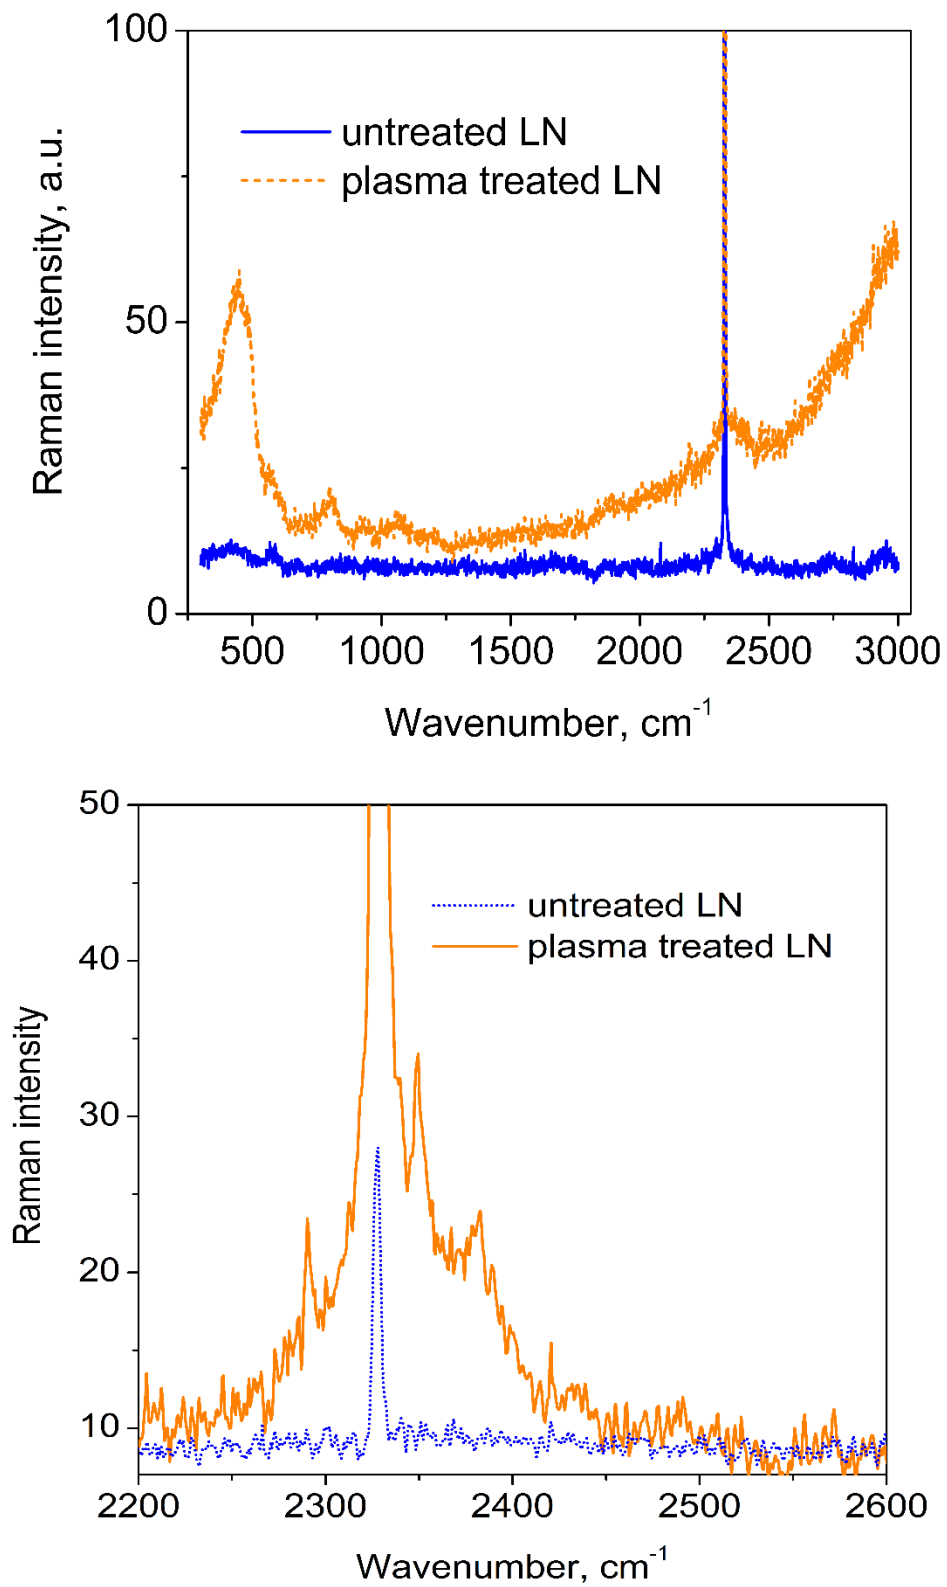 100
untreated LN
plasma treated LN
Raman intensity, a.u.
50
0
500 1000 1500 2000 2500 3000
Wavenumber, cm⁻¹
50
untreated LN
plasma treated LN
40
Raman intensity
30
20
10
2200 2300 2400 2500 2600
Wavenumber, cm⁻¹